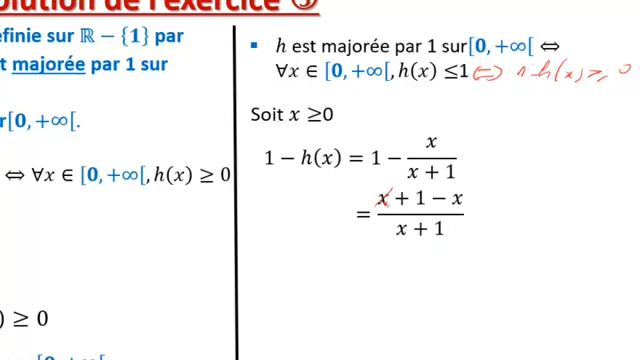 olution de l'exercice ③
éfinie sur ℝ − {1} par
t majorée par 1 sur
r[0, +∞[.
⇔ ∀x ∈ [0, +∞[, h(x) ≥ 0
) ≥ 0
▪ h est majorée par 1 sur[0, +∞[ ⇔
∀x ∈ [0, +∞[, h(x) ≤1 ⇔ 1 h(x) ≥ 0
Soit x ≥0
1 − h(x) = 1 − x/(x + 1)
= (x + 1 − x)/(x + 1)